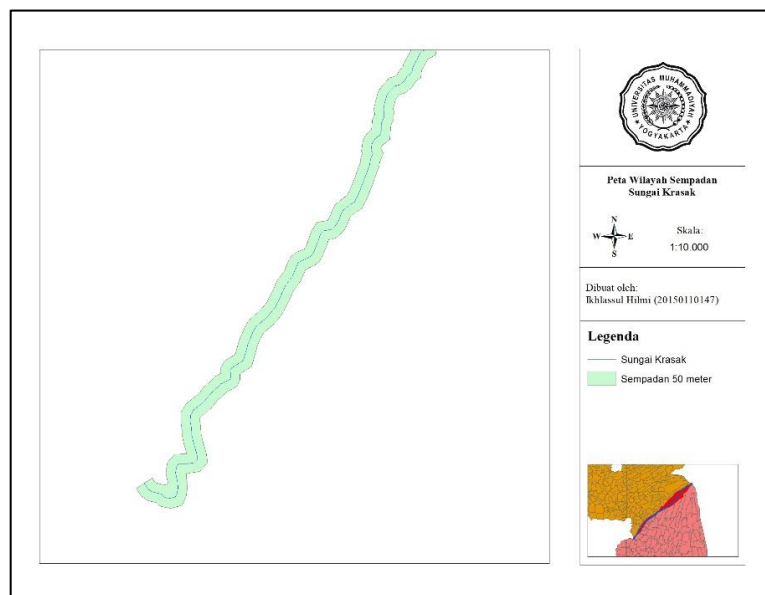 UNIVERSITAS MUHAMMADIYAH
YOGYAKARTA
Peta Wilayah Sempadan
Sungai Krasak
N
W E
S
Skala:
1:10.000
Dibuat oleh:
Ikhlassul Hilmi (20150110147)
Legenda
Sungai Krasak
Sempadan 50 meter